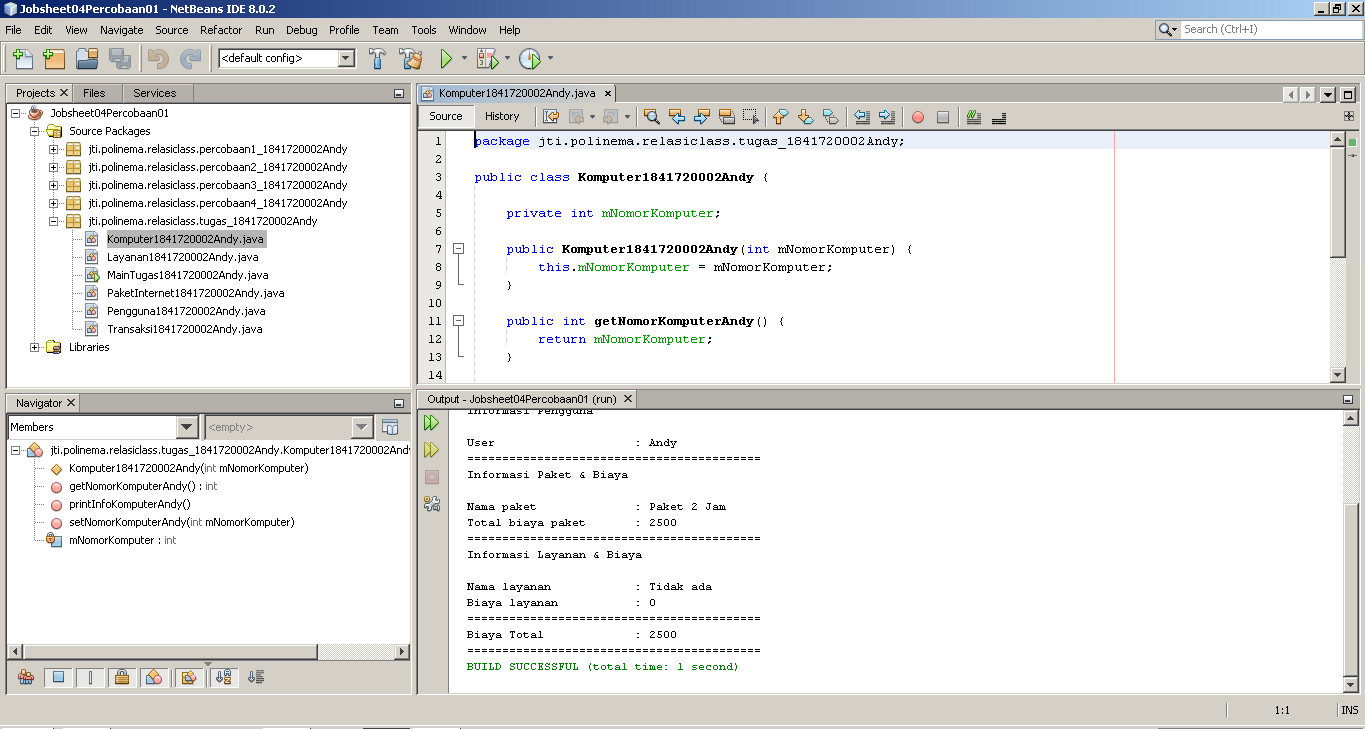 Jobsheet04Percobaan01 - NetBeans IDE 8.0.2
File Edit View Navigate Source Refactor Run Debug Profile Team Tools Window Help
Search (Ctrl+I)
<default config>
Projects Files Services
Jobsheet04Percobaan01
Source Packages
jti.polinema.relasiclass.percobaan1_1841720002Andy
jti.polinema.relasiclass.percobaan2_1841720002Andy
jti.polinema.relasiclass.percobaan3_1841720002Andy
jti.polinema.relasiclass.percobaan4_1841720002Andy
jti.polinema.relasiclass.tugas_1841720002Andy
Komputer1841720002Andy.java
Layanan1841720002Andy.java
MainTugas1841720002Andy.java
PaketInternet1841720002Andy.java
Pengguna1841720002Andy.java
Transaksi1841720002Andy.java
Libraries
Navigator
Members
<empty>
jti.polinema.relasiclass.tugas_1841720002Andy.Komputer1841720002Andy
Komputer1841720002Andy(int mNomorKomputer)
getNomorKomputerAndy() : int
printInfoKomputerAndy()
setNomorKomputerAndy(int mNomorKomputer)
mNomorKomputer : int
Komputer1841720002Andy.java
Source History
1 package jti.polinema.relasiclass.tugas_1841720002Andy;
2
3 public class Komputer1841720002Andy {
4
5 private int mNomorKomputer;
6
7 public Komputer1841720002Andy(int mNomorKomputer) {
8 this.mNomorKomputer = mNomorKomputer;
9 }
10
11 public int getNomorKomputerAndy() {
12 return mNomorKomputer;
13 }
14
Output - Jobsheet04Percobaan01 (run)
Informasi Pengguna
User : Andy
==========================================
Informasi Paket & Biaya
Nama paket : Paket 2 Jam
Total biaya paket : 2500
==========================================
Informasi Layanan & Biaya
Nama layanan : Tidak ada
Biaya layanan : 0
==========================================
Biaya Total : 2500
==========================================
BUILD SUCCESSFUL (total time: 1 second)
1:1 INS